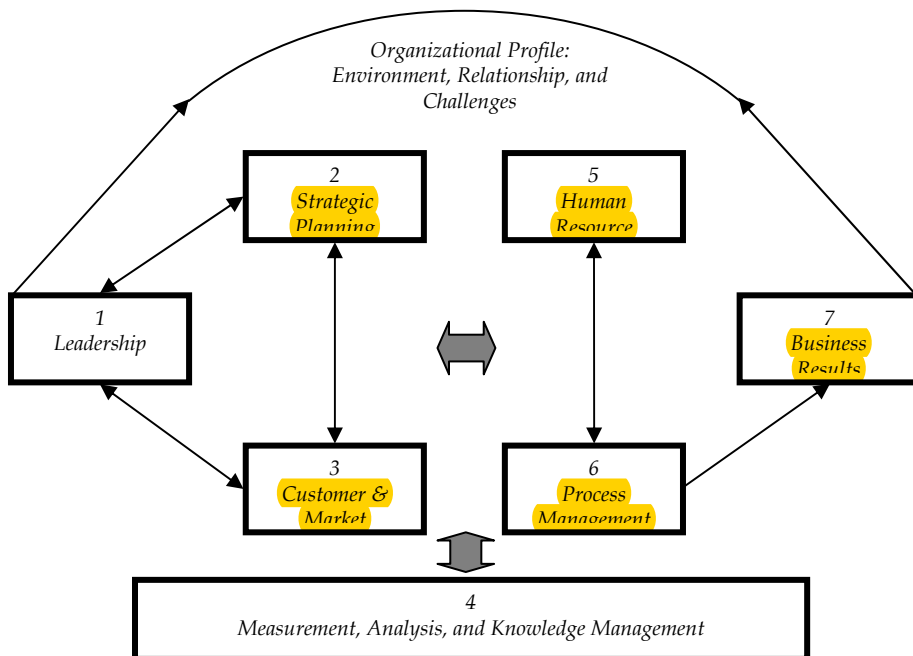 Organizational Profile:
Environment, Relationship, and
Challenges
2
Strategic
Planning
5
Human
Resource
1
Leadership
7
Business
Results
3
Customer &
Market
6
Process
Management
4
Measurement, Analysis, and Knowledge Management